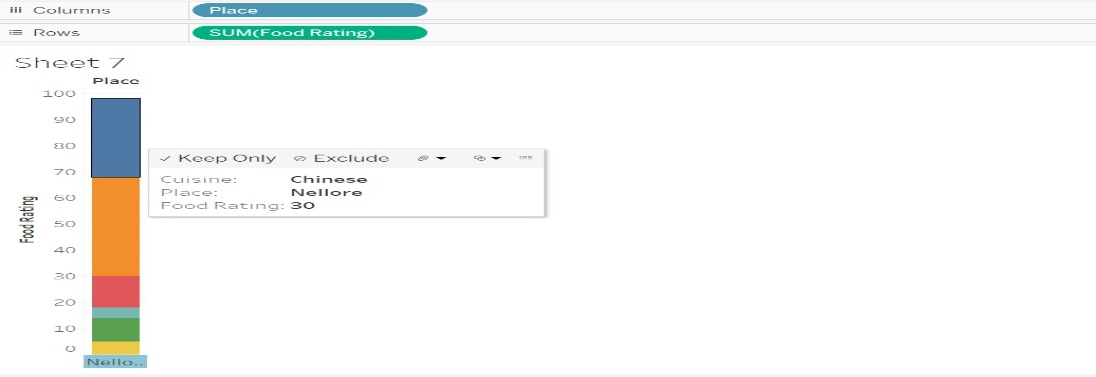 Columns Place
Rows SUM(Food Rating)
Sheet 7
Place
100
90
80
70
60
50
40
30
20
10
0
Food Rating
Keep Only Exclude
Cuisine: Chinese
Place: Nellore
Food Rating: 30
Nello..